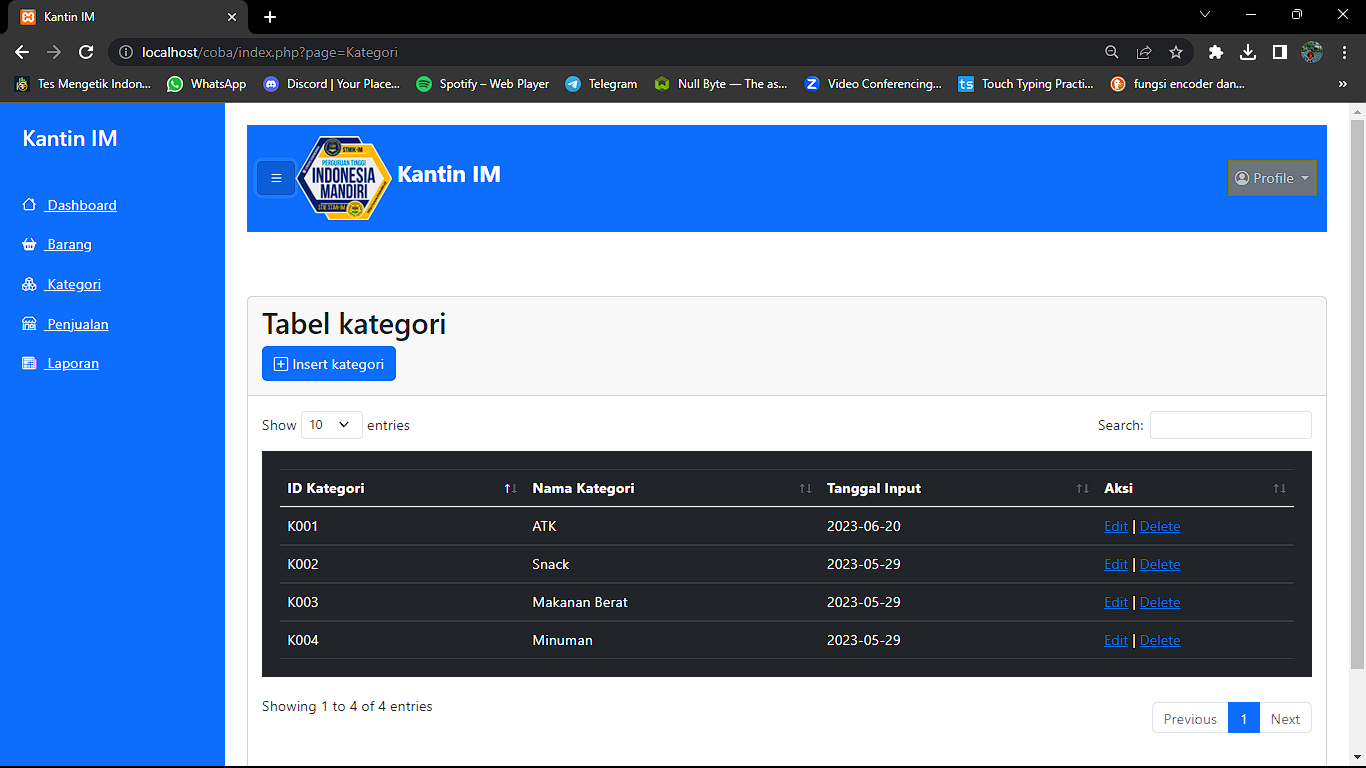 Kantin IM
localhost/coba/index.php?page=Kategori
Tes Mengetik Indon... WhatsApp Discord | Your Place... Spotify – Web Player Telegram Null Byte — The as... Video Conferencing... Touch Typing Practi... fungsi encoder dan... »
Kantin IM
Dashboard
Barang
Kategori
Penjualan
Laporan
STMIK-IM
PERGURUAN TINGGI
INDONESIA
MANDIRI
STIE STAN-IM
Kantin IM
Profile
Tabel kategori
Insert kategori
Show 10 entries Search:
ID Kategori Nama Kategori Tanggal Input Aksi
K001 ATK 2023-06-20 Edit | Delete
K002 Snack 2023-05-29 Edit | Delete
K003 Makanan Berat 2023-05-29 Edit | Delete
K004 Minuman 2023-05-29 Edit | Delete
Showing 1 to 4 of 4 entries Previous 1 Next